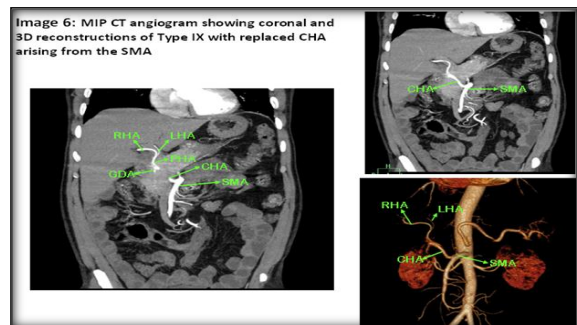 Image 6: MIP CT angiogram showing coronal and
3D reconstructions of Type IX with replaced CHA
arising from the SMA
RHA
LHA
PHA
GDA
CHA
SMA
CHA
SMA
RHA
LHA
CHA
SMA